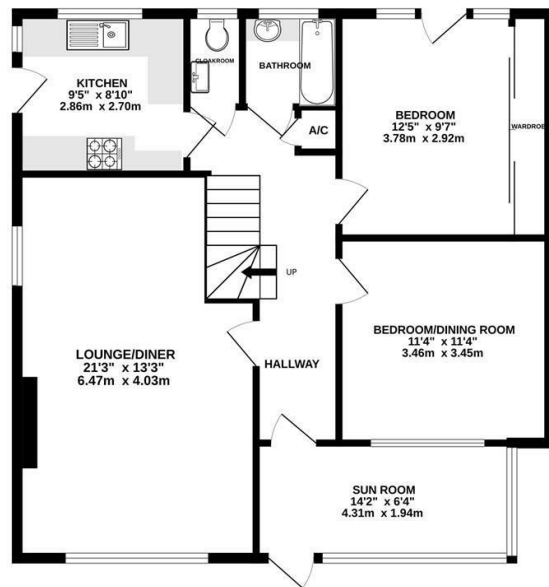 KITCHEN
9'5" x 8'10"
2.86m x 2.70m
CLOAKROOM
BATHROOM
A/C
BEDROOM
12'5" x 9'7"
3.78m x 2.92m
WARDROBE
UP
LOUNGE/DINER
21'3" x 13'3"
6.47m x 4.03m
HALLWAY
BEDROOM/DINING ROOM
11'4" x 11'4"
3.46m x 3.45m
SUN ROOM
14'2" x 6'4"
4.31m x 1.94m